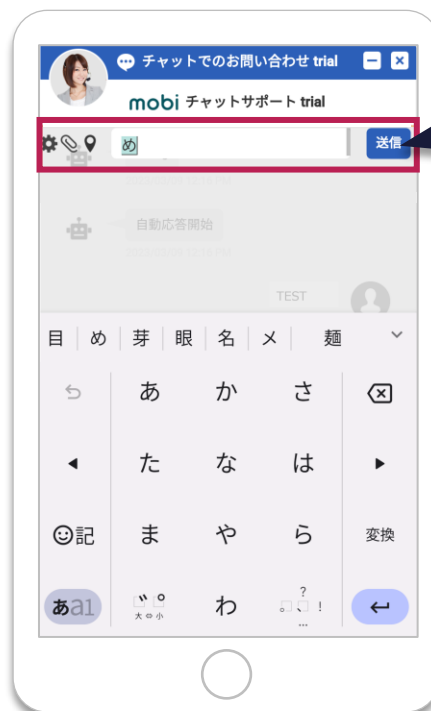 チャットでのお問い合わせ trial
mobi チャットサポート trial
め
送信
自動応答開始
TEST
目 め 芽 眼 名 メ 麺
あ か さ
た な は
記 ま や ら 変換
あa1 大⇔小 わ 。、?!…